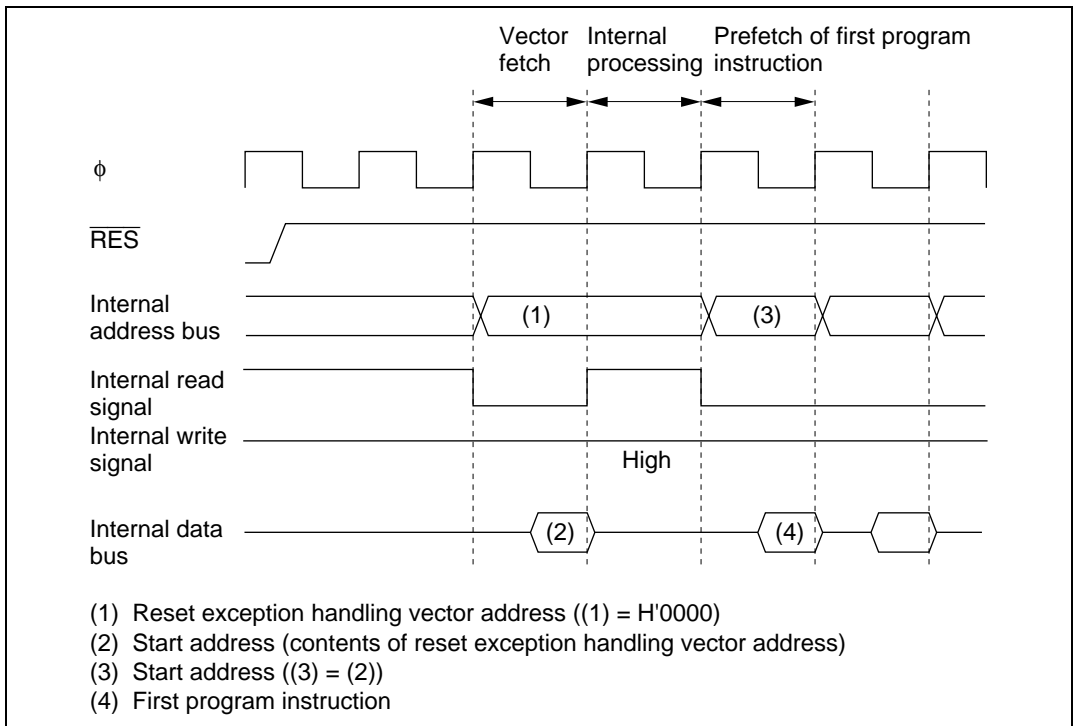 Vector fetch
Internal processing
Prefetch of first program instruction
ϕ
RES
Internal address bus
(1)
(3)
Internal read signal
Internal write signal
High
Internal data bus
(2)
(4)
(1) Reset exception handling vector address ((1) = H'0000)
(2) Start address (contents of reset exception handling vector address)
(3) Start address ((3) = (2))
(4) First program instruction